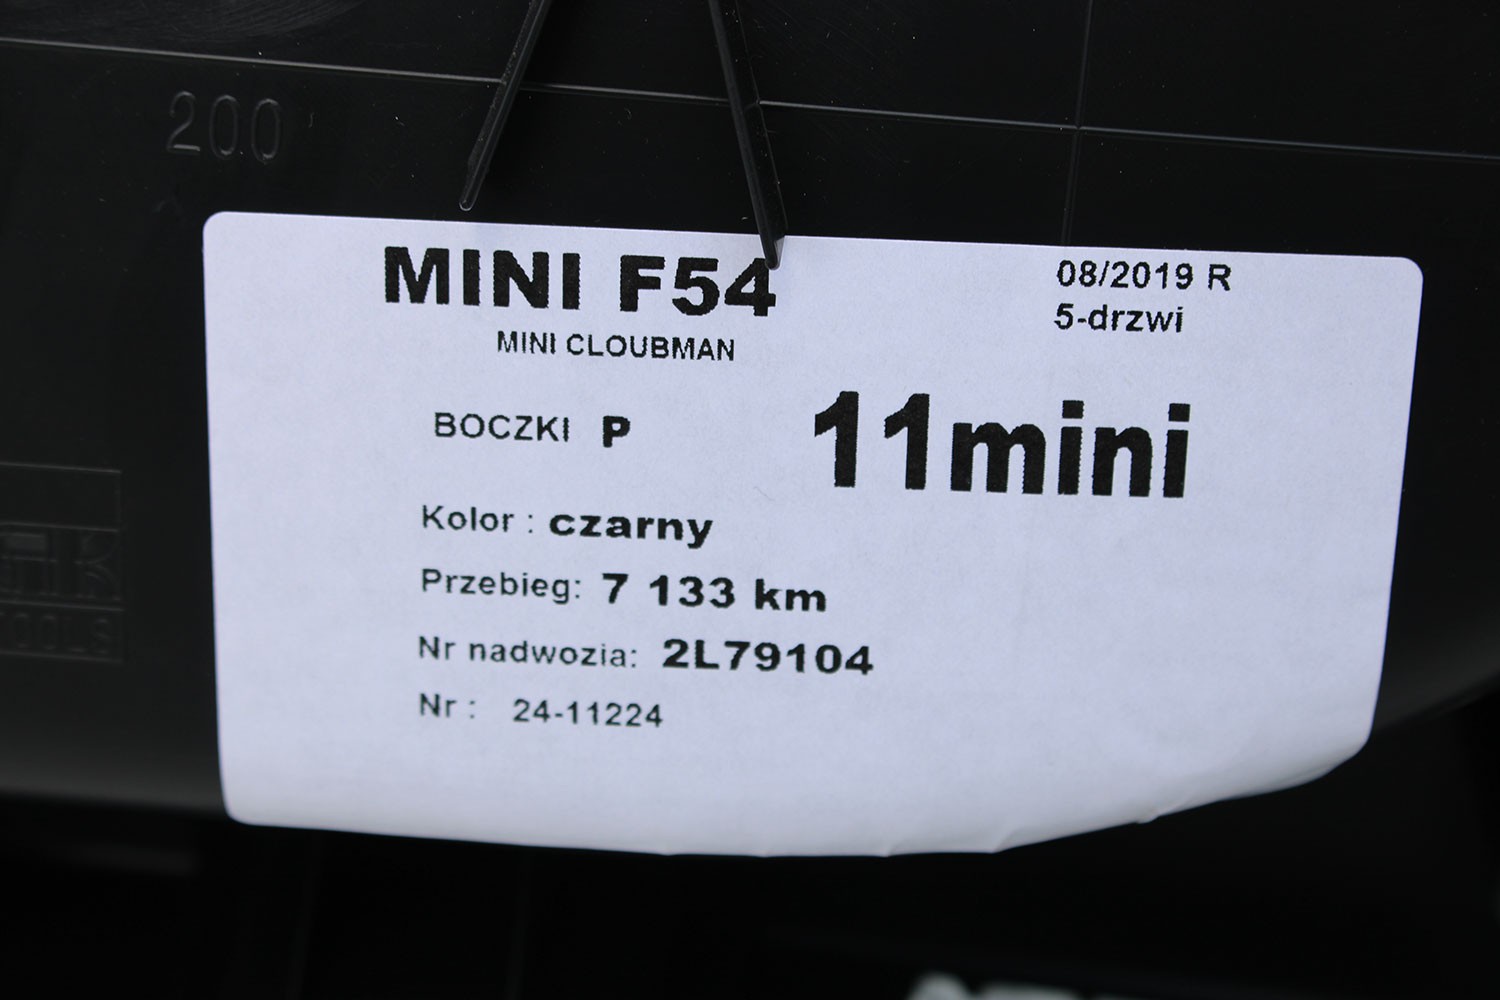 200
MINI F54
08/2019 R
MINI CLOUBMAN
5-drzwi
BOCZKI P
11mini
Kolor : czarny
Przebieg: 7 133 km
Nr nadwozia: 2L79104
Nr : 24-11224
TOOLS